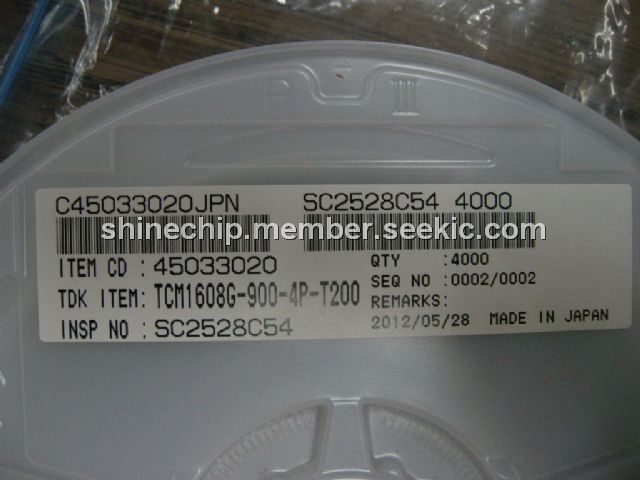 P III
C45033020JPN SC2528C54 4000
shinechip.member.seekic.com
ITEM CD : 45033020 QTY : 4000
SEQ NO : 0002/0002
TDK ITEM: TCM1608G-900-4P-T200 REMARKS:
INSP NO : SC2528C54 2012/05/28 MADE IN JAPAN